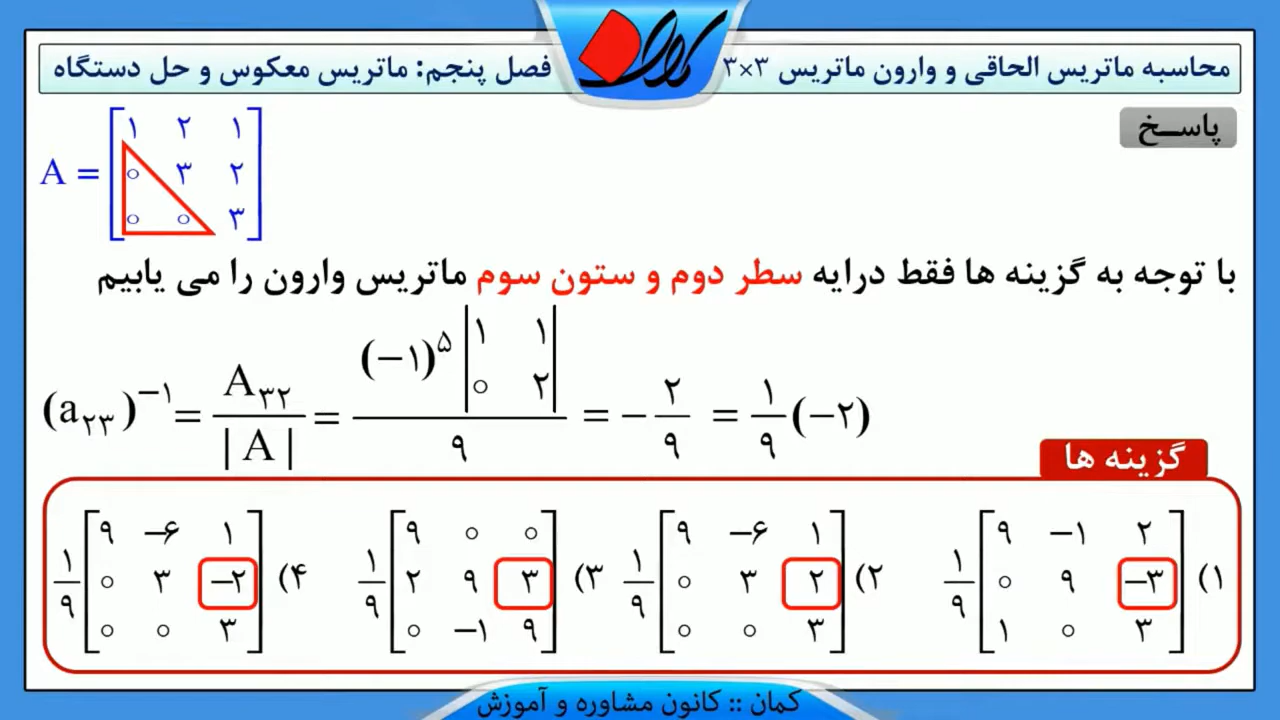 محاسبه ماتریس الحاقی و وارون ماتریس ۳×۳
فصل پنجم: ماتریس معکوس و حل دستگاه
کمان
پاســخ
A = [ ۱ ۲ ۱
۰ ۳ ۲
۰ ۰ ۳ ]
با توجه به گزینه ها فقط درایه سطر دوم و ستون سوم ماتریس وارون را می یابیم
(a۲۳)⁻¹ = A۳۲ / |A| = (−۱)⁵ |۱ ۱ ; ۰ ۲| / ۹ = −۲/۹ = ۱/۹ (−۲)
گزینه ها
۱) ۱/۹ [ ۹ −۱ ۲ ; ۰ ۹ −۳ ; ۱ ۰ ۳ ]
۲) ۱/۹ [ ۹ −۶ ۱ ; ۰ ۳ ۲ ; ۰ ۰ ۳ ]
۳) ۱/۹ [ ۹ ۰ ۰ ; ۲ ۹ ۳ ; ۰ −۱ ۹ ]
۴) ۱/۹ [ ۹ −۶ ۱ ; ۰ ۳ −۲ ; ۰ ۰ ۳ ]
کمان :: کانون مشاوره و آموزش